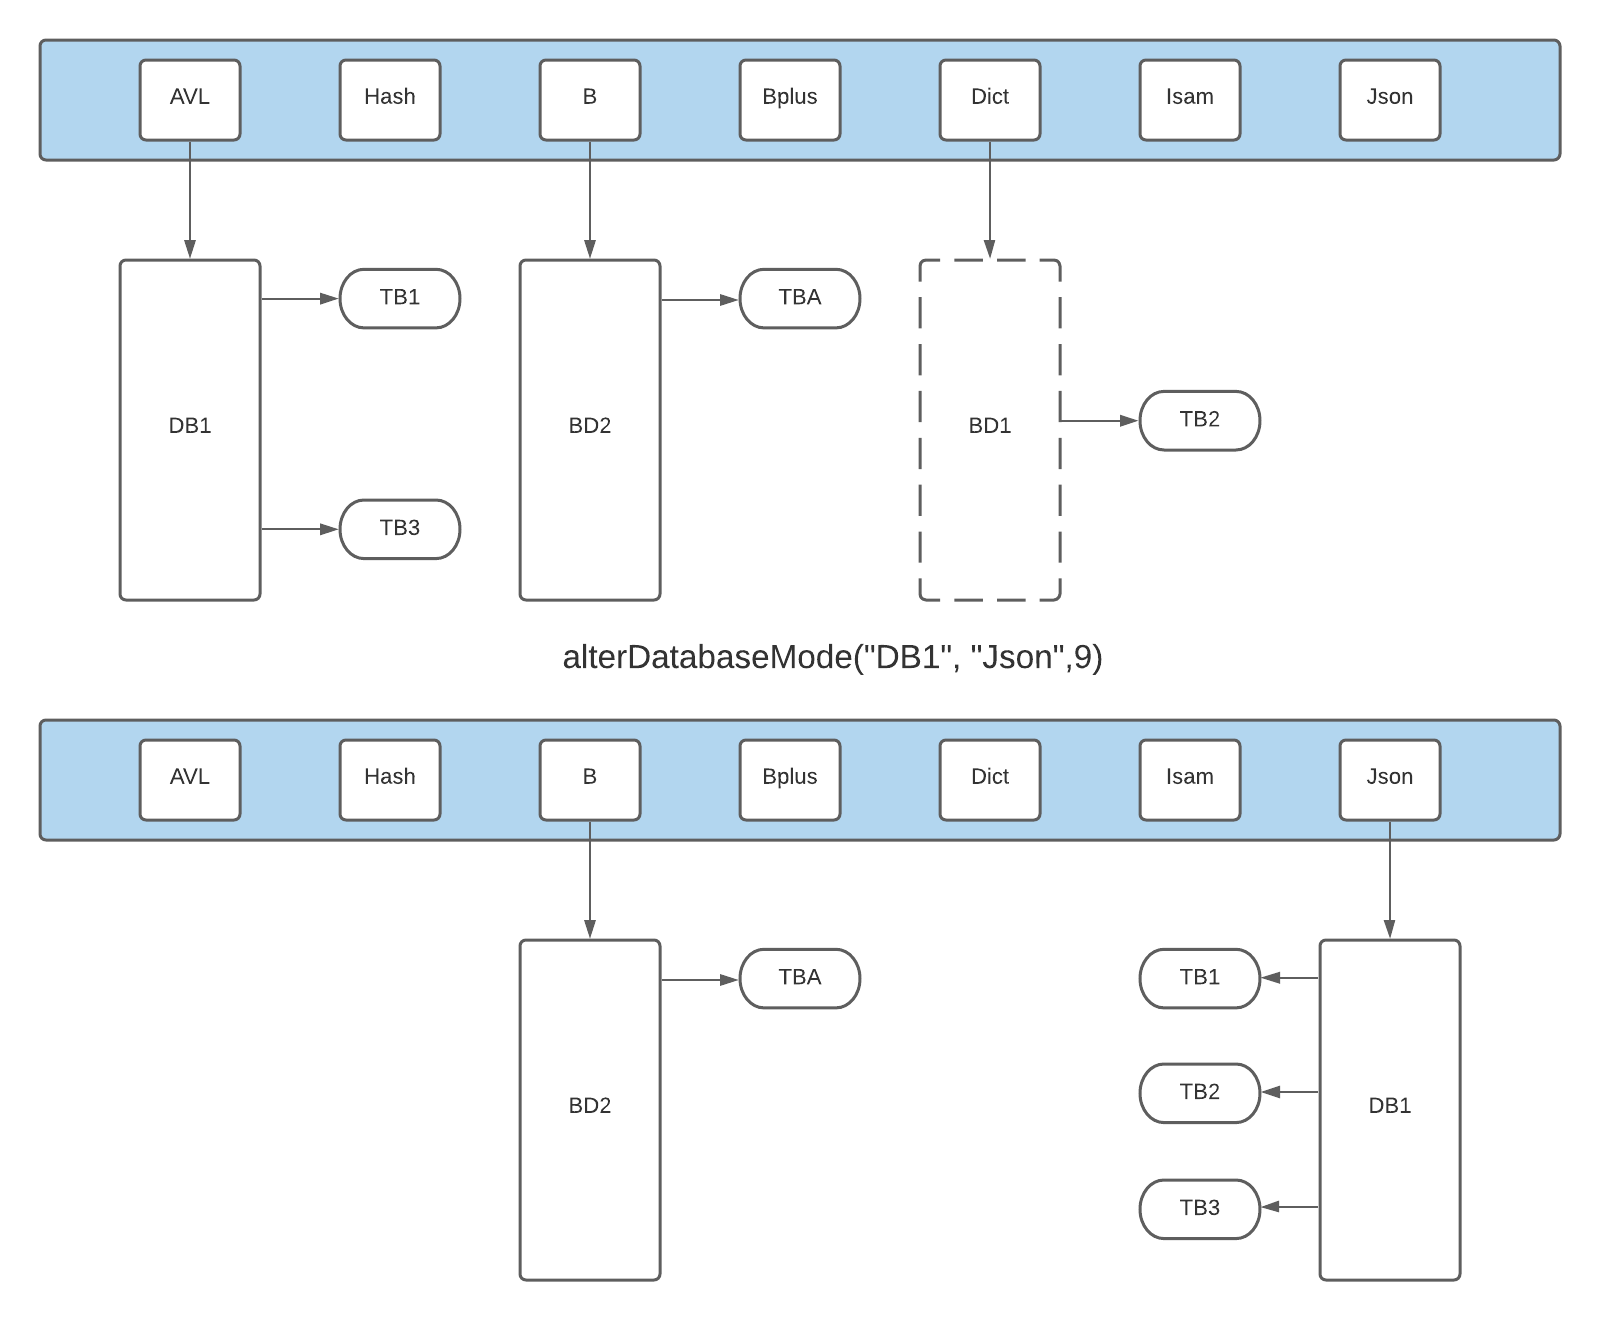 AVL
Hash
B
Bplus
Dict
Isam
Json
TB1
TBA
DB1
BD2
BD1
TB2
TB3
alterDatabaseMode("DB1", "Json",9)
AVL
Hash
B
Bplus
Dict
Isam
Json
TBA
TB1
BD2
TB2
DB1
TB3